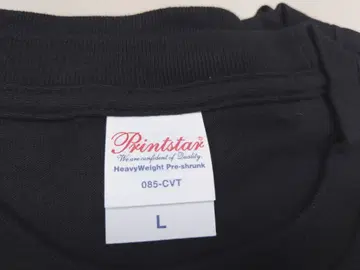 Printstar®
We are confident of Quality.
HeavyWeight Pre-shrunk
085-CVT
L